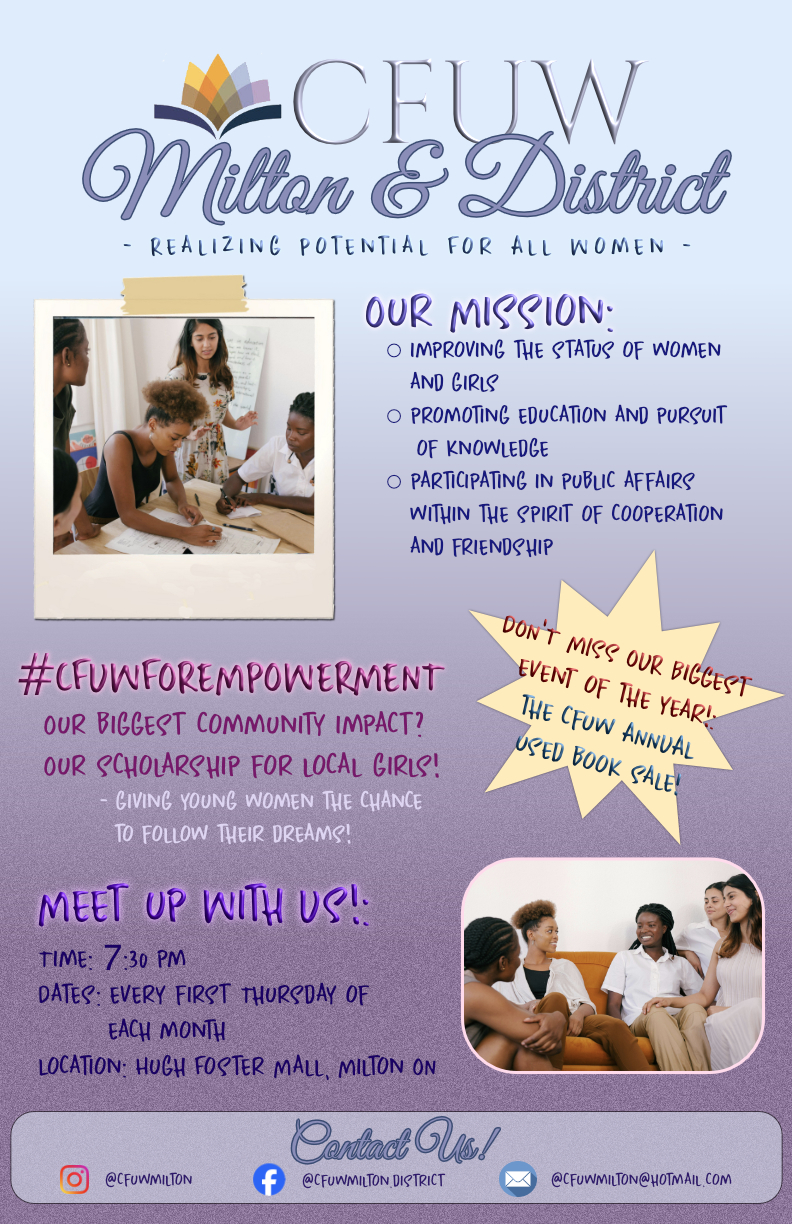 CFUW
Milton & District
- REALIZING POTENTIAL FOR ALL WOMEN -
OUR MISSION:
○ IMPROVING THE STATUS OF WOMEN
AND GIRLS
○ PROMOTING EDUCATION AND PURSUIT
OF KNOWLEDGE
○ PARTICIPATING IN PUBLIC AFFAIRS
WITHIN THE SPIRIT OF COOPERATION
AND FRIENDSHIP
DON'T MISS OUR BIGGEST
EVENT OF THE YEAR!:
THE CFUW ANNUAL
USED BOOK SALE!
#CFUWFOREMPOWERMENT
OUR BIGGEST COMMUNITY IMPACT?
OUR SCHOLARSHIP FOR LOCAL GIRLS!
- GIVING YOUNG WOMEN THE CHANCE
TO FOLLOW THEIR DREAMS!
MEET UP WITH US!:
TIME: 7:30 PM
DATES: EVERY FIRST THURSDAY OF
EACH MONTH
LOCATION: HUGH FOSTER MALL, MILTON ON
Contact Us!
@CFUWMILTON
@CFUWMILTON.DISTRICT
@CFUWMILTON@HOTMAIL.COM